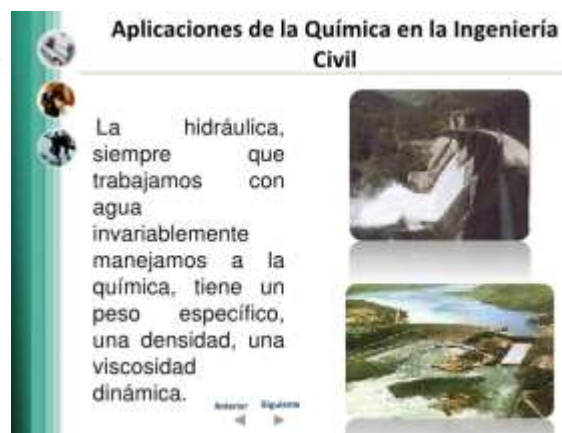 Aplicaciones de la Química en la Ingeniería
Civil
La hidráulica,
siempre que
trabajamos con
agua
invariablemente
manejamos a la
química, tiene un
peso específico,
una densidad, una
viscosidad
dinámica.
Anterior Siguiente